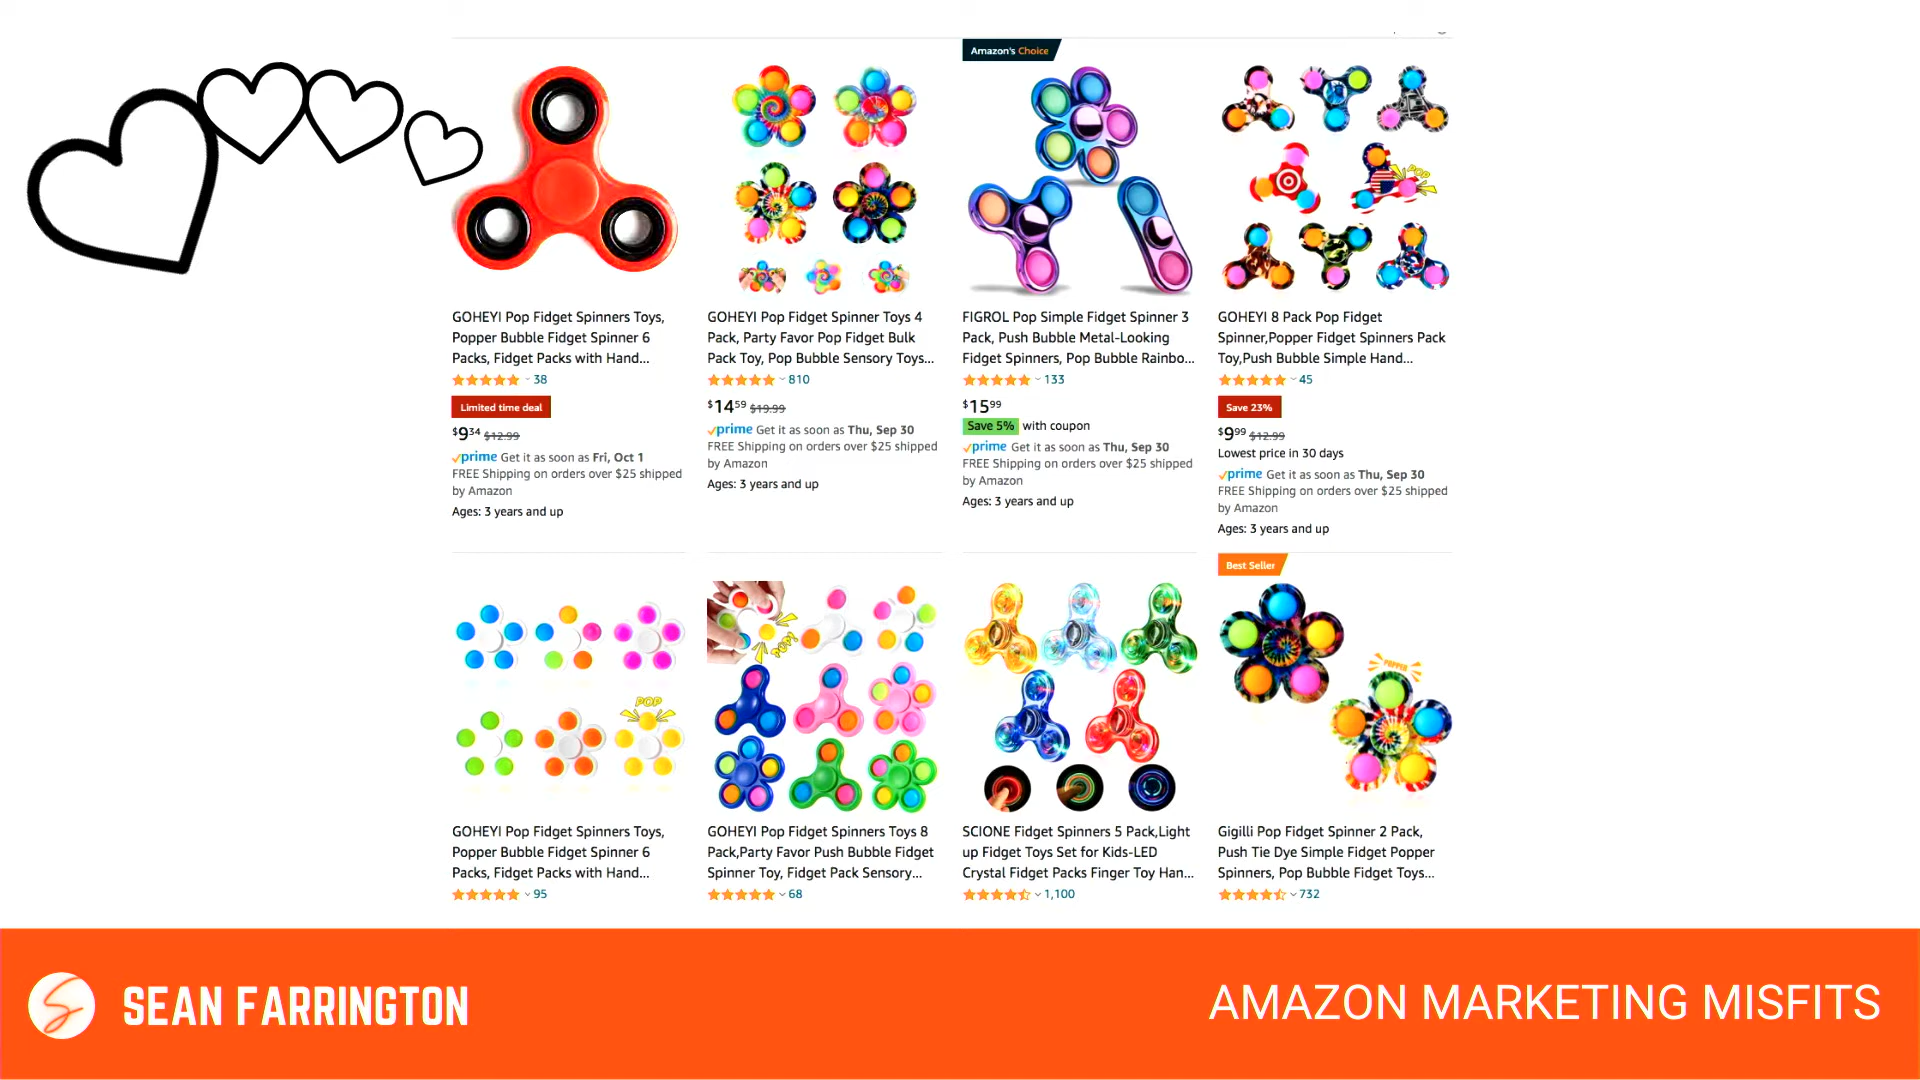 Amazon's Choice
GOHEYI Pop Fidget Spinners Toys,
Popper Bubble Fidget Spinner 6
Packs, Fidget Packs with Hand...
38
Limited time deal
$9.34 $12.99
prime Get it as soon as Fri, Oct 1
FREE Shipping on orders over $25 shipped
by Amazon
Ages: 3 years and up
GOHEYI Pop Fidget Spinner Toys 4
Pack, Party Favor Pop Fidget Bulk
Pack Toy, Pop Bubble Sensory Toys...
810
$14.59 $19.99
prime Get it as soon as Thu, Sep 30
FREE Shipping on orders over $25 shipped
by Amazon
Ages: 3 years and up
FIGROL Pop Simple Fidget Spinner 3
Pack, Push Bubble Metal-Looking
Fidget Spinners, Pop Bubble Rainbo...
133
$15.99
Save 5% with coupon
prime Get it as soon as Thu, Sep 30
FREE Shipping on orders over $25 shipped
by Amazon
Ages: 3 years and up
POP
GOHEYI 8 Pack Pop Fidget
Spinner,Popper Fidget Spinners Pack
Toy,Push Bubble Simple Hand...
45
Save 23%
$9.99 $12.99
Lowest price in 30 days
prime Get it as soon as Thu, Sep 30
FREE Shipping on orders over $25 shipped
by Amazon
Ages: 3 years and up
POP
GOHEYI Pop Fidget Spinners Toys,
Popper Bubble Fidget Spinner 6
Packs, Fidget Packs with Hand...
95
POP!
GOHEYI Pop Fidget Spinners Toys 8
Pack,Party Favor Push Bubble Fidget
Spinner Toy, Fidget Pack Sensory...
68
SCIONE Fidget Spinners 5 Pack,Light
up Fidget Toys Set for Kids-LED
Crystal Fidget Packs Finger Toy Han...
1,100
Best Seller
POPPER
Gigilli Pop Fidget Spinner 2 Pack,
Push Tie Dye Simple Fidget Popper
Spinners, Pop Bubble Fidget Toys...
732
SEAN FARRINGTON
AMAZON MARKETING MISFITS